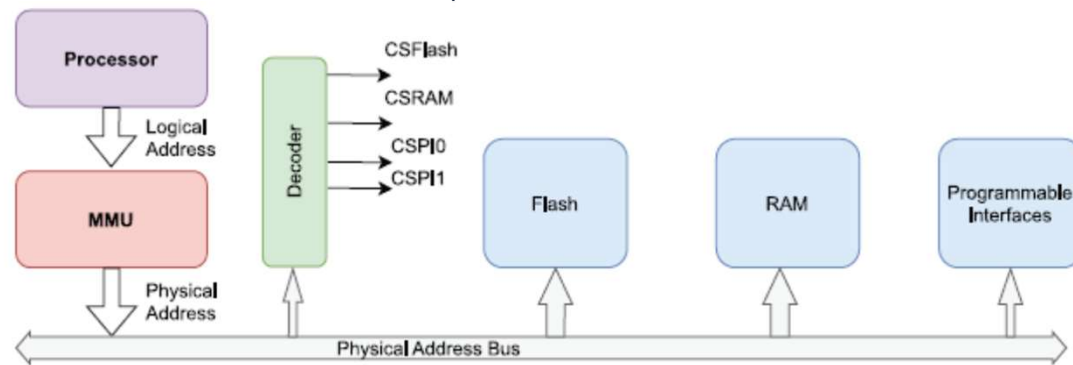 Processor
Logical
Address
MMU
Physical
Address
Decoder
CSFlash
CSRAM
CSPI0
CSPI1
Flash
RAM
Programmable
Interfaces
Physical Address Bus